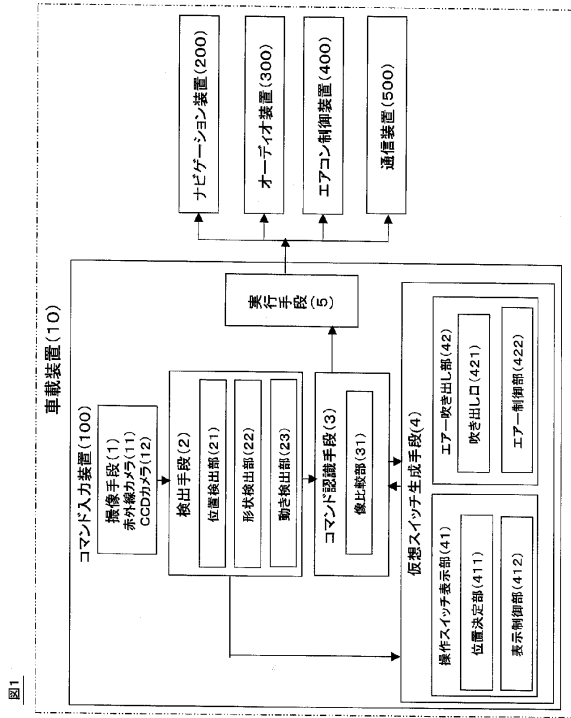 図1
車載装置(10)
コマンド入力装置(100)
撮像手段(1)
赤外線カメラ(11)
CCDカメラ(12)
検出手段(2)
位置検出部(21)
形状検出部(22)
動き検出部(23)
コマンド認識手段(3)
像比較部(31)
実行手段
(5)
仮想スイッチ生成手段(4)
操作スイッチ表示部(41)
位置決定部(411)
表示制御部(412)
エアー吹き出し部(42)
吹き出し口(421)
エアー制御部(422)
ナビゲーション装置(200)
オーディオ装置(300)
エアコン制御装置(400)
通信装置(500)